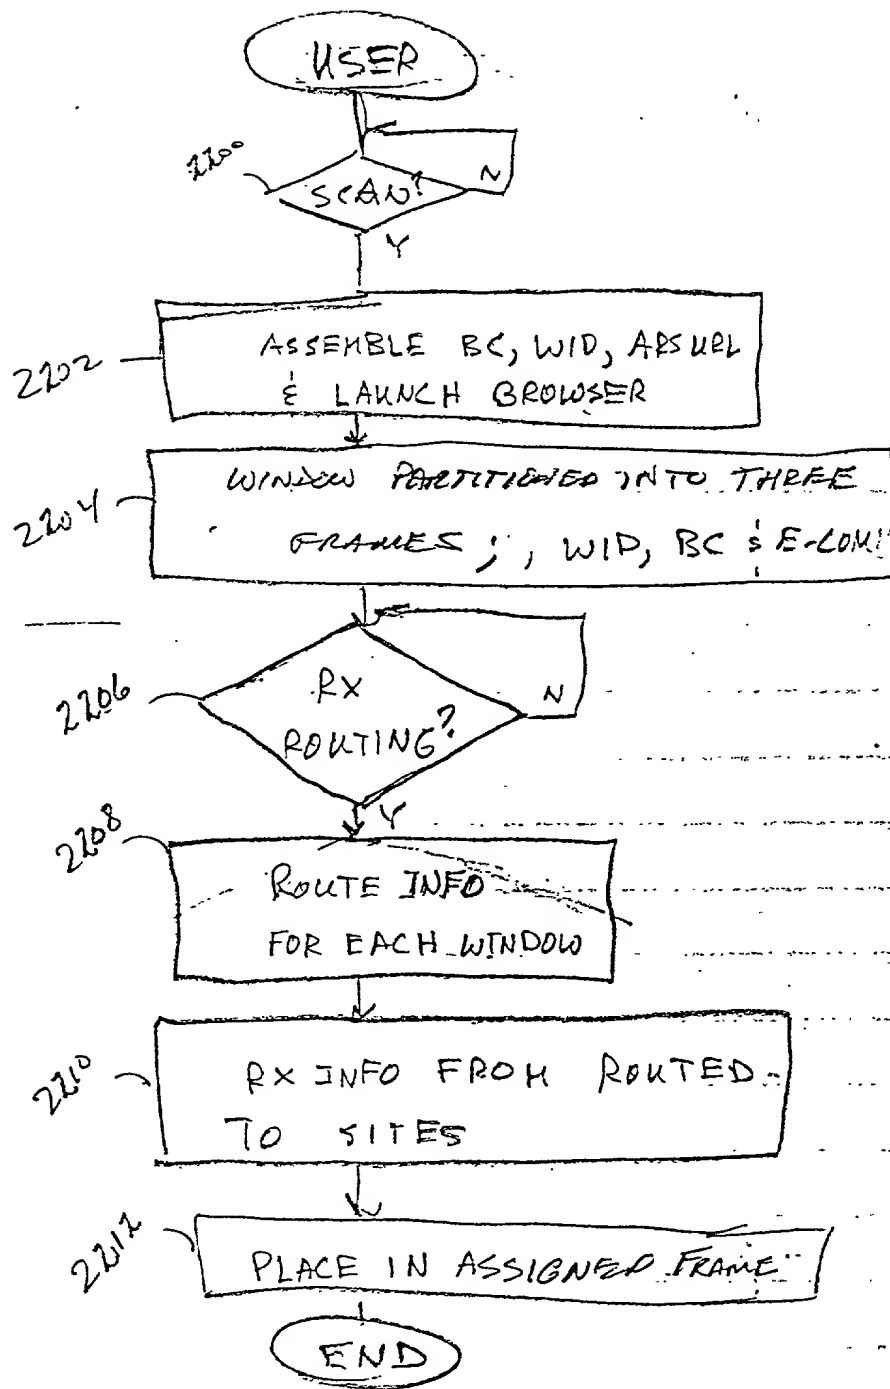 USER
2200
SCAN?
N
Y
2202
ASSEMBLE BC, WID, ARSURL
& LAUNCH BROWSER
2204
WINDOW PARTITIONED INTO THREE
FRAMES ; , WID, BC & E-COM
2206
RX
ROUTING?
N
Y
2208
ROUTE INFO
FOR EACH WINDOW
2210
RX INFO FROM ROUTED
TO SITES
2212
PLACE IN ASSIGNED FRAME
END